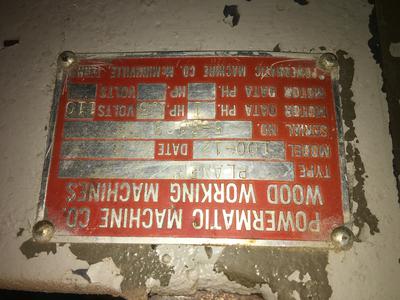 POWERMATIC MACHINE CO.
WOOD WORKING MACHINES
TYPE PLANER
MODEL 100-12 DATE
SERIAL NO.
MOTOR DATA PH. 1 HP. VOLTS 110
MOTOR DATA PH. HP. VOLTS
POWERMATIC MACHINE CO. McMINNVILLE, TENN.